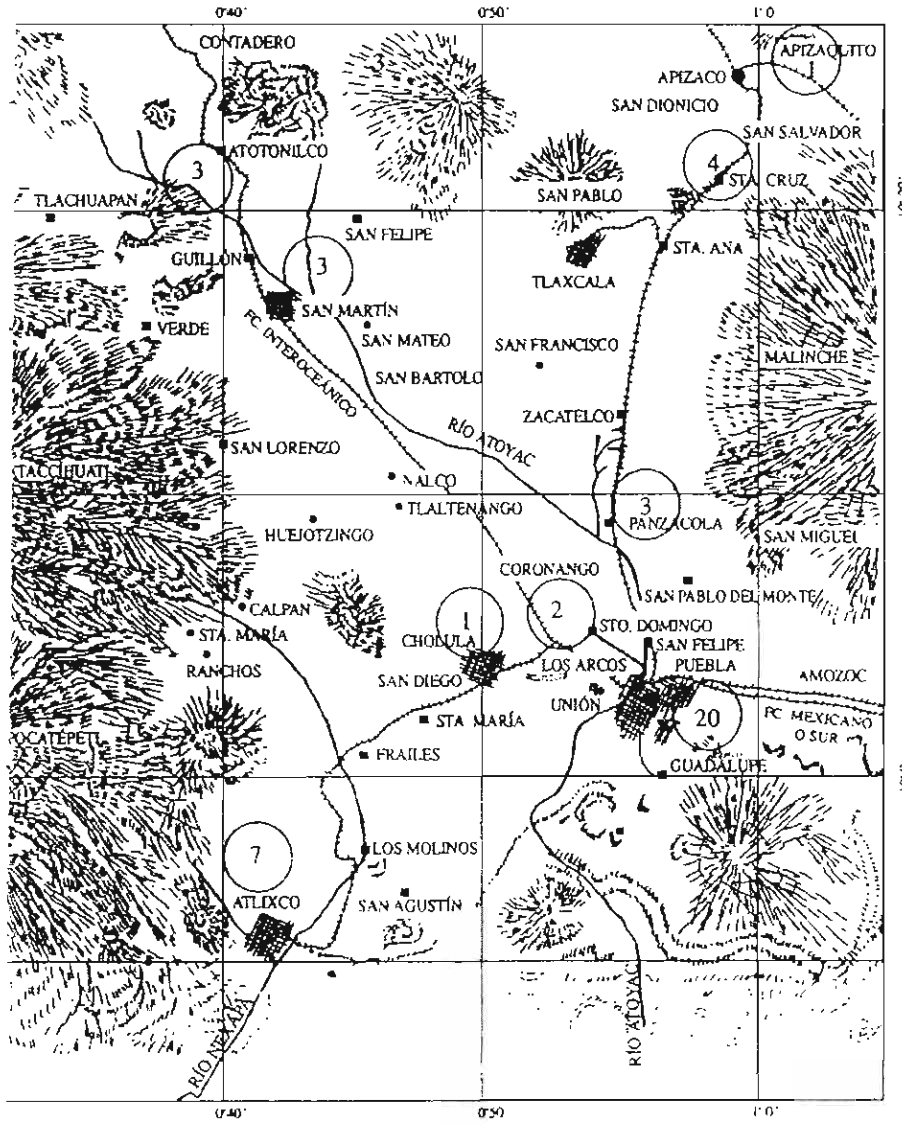 0°40'
0°50'
1°0'
CONTADERO
APIZAQUITO
1
APIZACO
SAN DIONICIO
SAN SALVADOR
ATOTONILCO
3
4
STA. CRUZ
TLACHUAPAN
SAN PABLO
SAN FELIPE
STA. ANA
GUILLÓN
3
TLAXCALA
SAN MARTÍN
VERDE
FC. INTEROCEÁNICO
SAN MATEO
SAN FRANCISCO
MALINCHE
SAN BARTOLO
ZACATELCO
RÍO ATOYAC
SAN LORENZO
NALCO
TLALTENANGO
3
PANZACOLA
HUEJOTZINGO
SAN MIGUEL
CORONANGO
SAN PABLO DEL MONTE
CALPAN
1
2
STO. DOMINGO
STA. MARÍA
CHOLULA
SAN FELIPE
RANCHOS
LOS ARCOS
PUEBLA
SAN DIEGO
AMOZOC
UNIÓN
STA. MARÍA
20
FC. MEXICANO
O SUR
FRAILES
GUADALUPE
7
LOS MOLINOS
ATLIXCO
SAN AGUSTÍN
RÍO NEXAPA
RÍO ATOYAC
0°40'
0°50'
1°0'